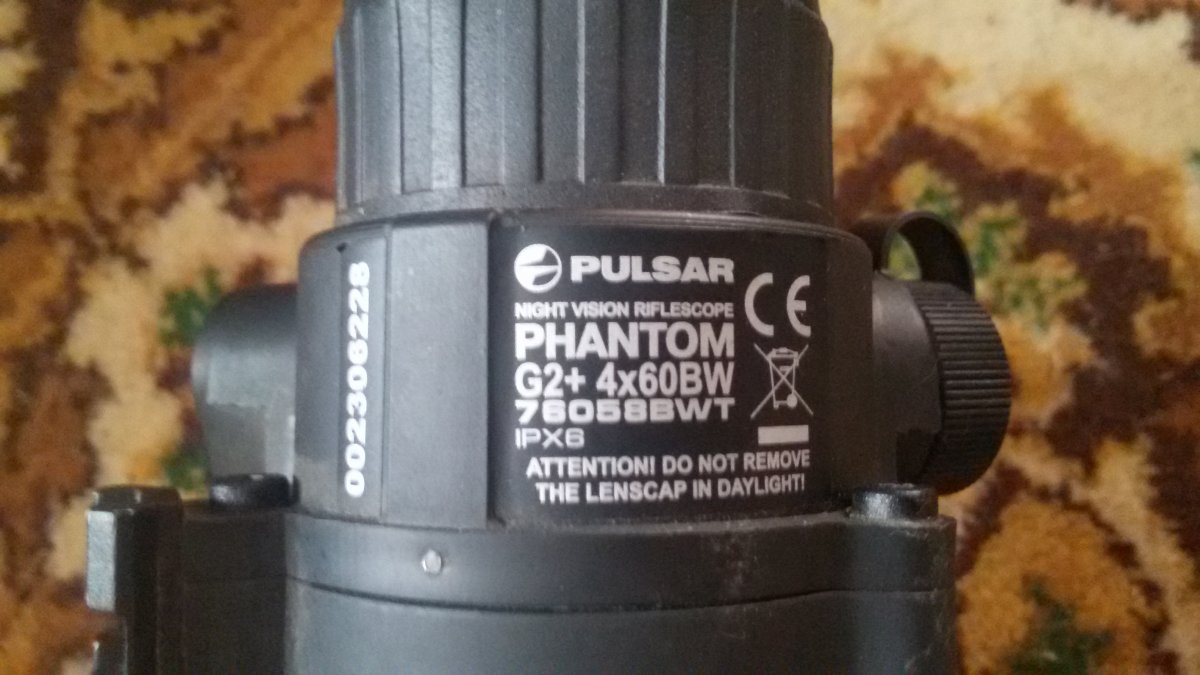 002306228
PULSAR
NIGHT VISION RIFLESCOPE
PHANTOM
G2+ 4x60BW
76058BWT
IPX6
ATTENTION! DO NOT REMOVE
THE LENSCAP IN DAYLIGHT!
CE